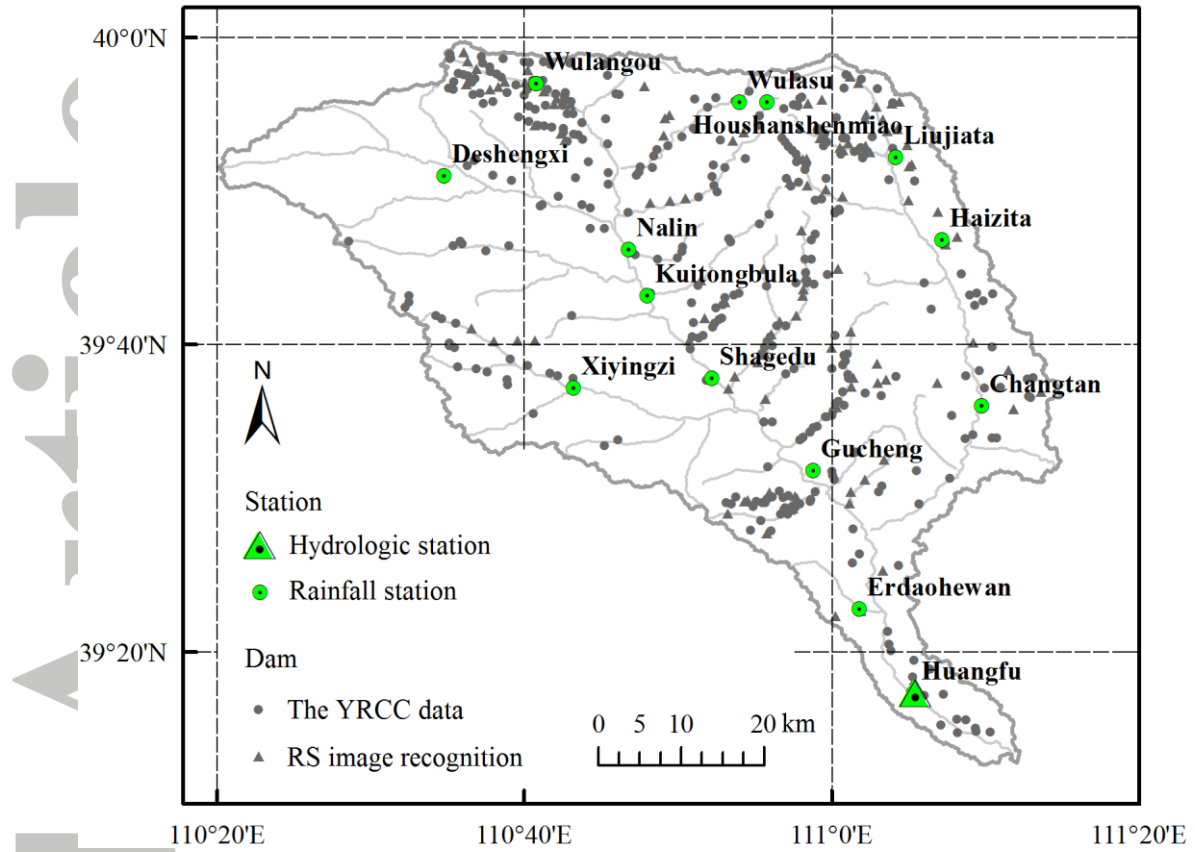 40°0'N
Wulangou
Wulasu
Houshanshenmiao
Liujiata
Deshengxi
Haizita
Nalin
Kuitongbula
39°40'N
Xiyingzi
Shagedu
Changtan
N
Gucheng
Station
Hydrologic station
Rainfall station
Erdaohewan
39°20'N
Huangfu
Dam
The YRCC data
RS image recognition
0 5 10 20 km
110°20'E 110°40'E 111°0'E 111°20'E